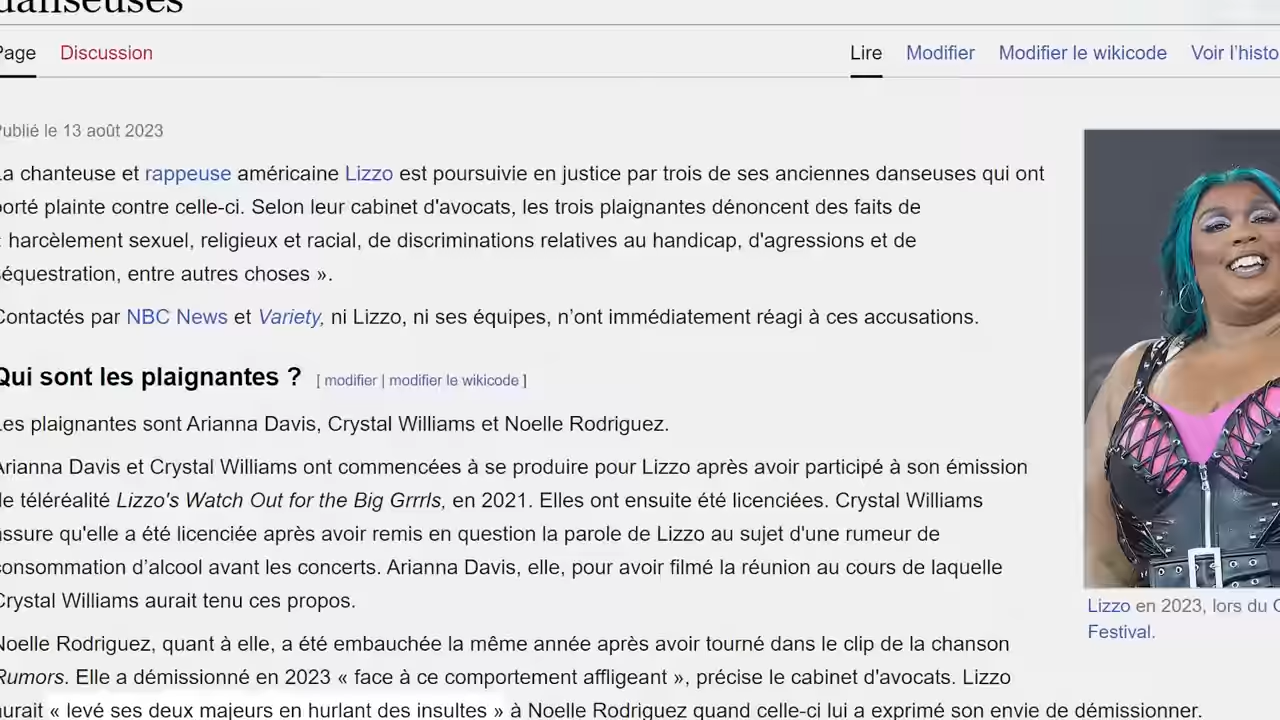 danseuses
Page Discussion Lire Modifier Modifier le wikicode Voir l'histo
Publié le 13 août 2023
La chanteuse et rappeuse américaine Lizzo est poursuivie en justice par trois de ses anciennes danseuses qui ont
porté plainte contre celle-ci. Selon leur cabinet d'avocats, les trois plaignantes dénoncent des faits de
« harcèlement sexuel, religieux et racial, de discriminations relatives au handicap, d'agressions et de
séquestration, entre autres choses ».
Contactés par NBC News et Variety, ni Lizzo, ni ses équipes, n'ont immédiatement réagi à ces accusations.
Qui sont les plaignantes ? [ modifier | modifier le wikicode ]
Les plaignantes sont Arianna Davis, Crystal Williams et Noelle Rodriguez.
Arianna Davis et Crystal Williams ont commencées à se produire pour Lizzo après avoir participé à son émission
de téléréalité Lizzo's Watch Out for the Big Grrrls, en 2021. Elles ont ensuite été licenciées. Crystal Williams
assure qu'elle a été licenciée après avoir remis en question la parole de Lizzo au sujet d'une rumeur de
consommation d'alcool avant les concerts. Arianna Davis, elle, pour avoir filmé la réunion au cours de laquelle
Crystal Williams aurait tenu ces propos.
Noelle Rodriguez, quant à elle, a été embauchée la même année après avoir tourné dans le clip de la chanson
Rumors. Elle a démissionné en 2023 « face à ce comportement affligeant », précise le cabinet d'avocats. Lizzo
aurait « levé ses deux majeurs en hurlant des insultes » à Noelle Rodriguez quand celle-ci lui a exprimé son envie de démissionner.
Lizzo en 2023, lors du
Festival.